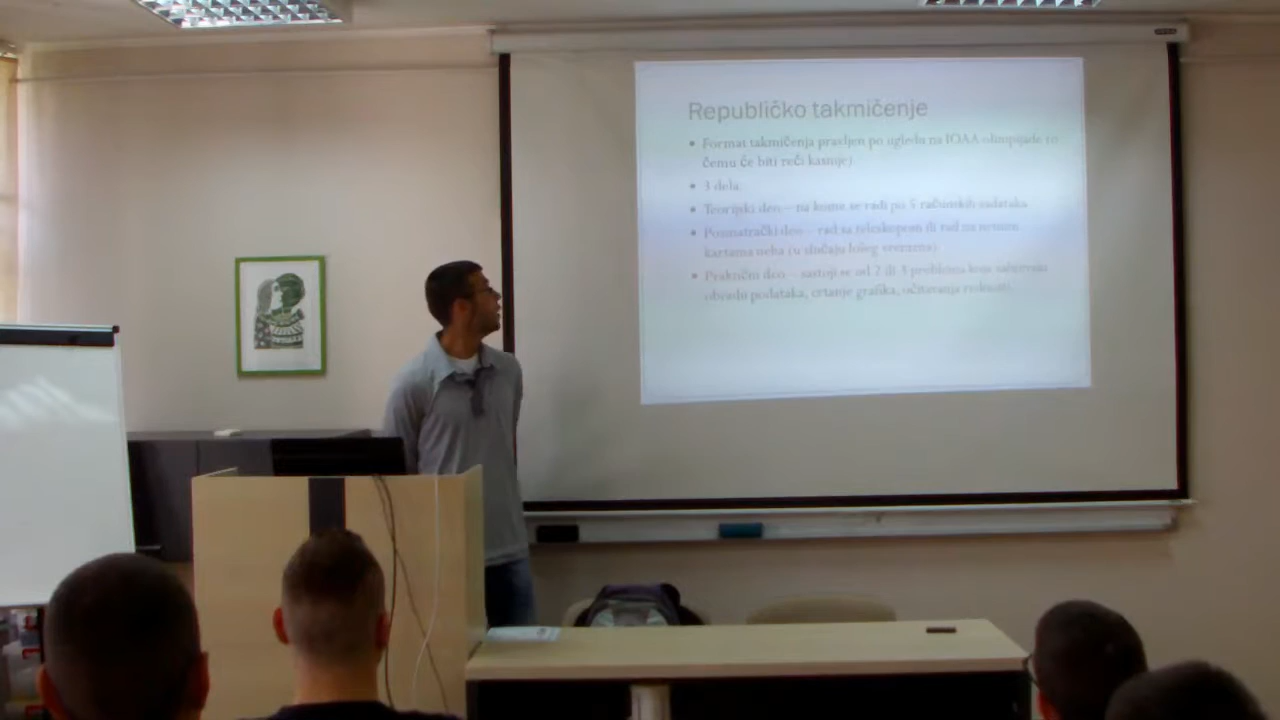 Republičko takmičenje
Format takmičenja pravljen po ugledu na IOAA olimpijade (o
čemu će biti reči kasnije)
3 dela
Teorijski deo – na kome se radi po 5 računskih zadataka
Posmatrački deo – rad sa teleskopom ili rad na nemim
kartama neba (u slučaju lošeg vremena)
Praktični deo – sastoji se od 2 ili 3 problema koja
obradu podataka, crtanje grafika, očitavanja vrednosti